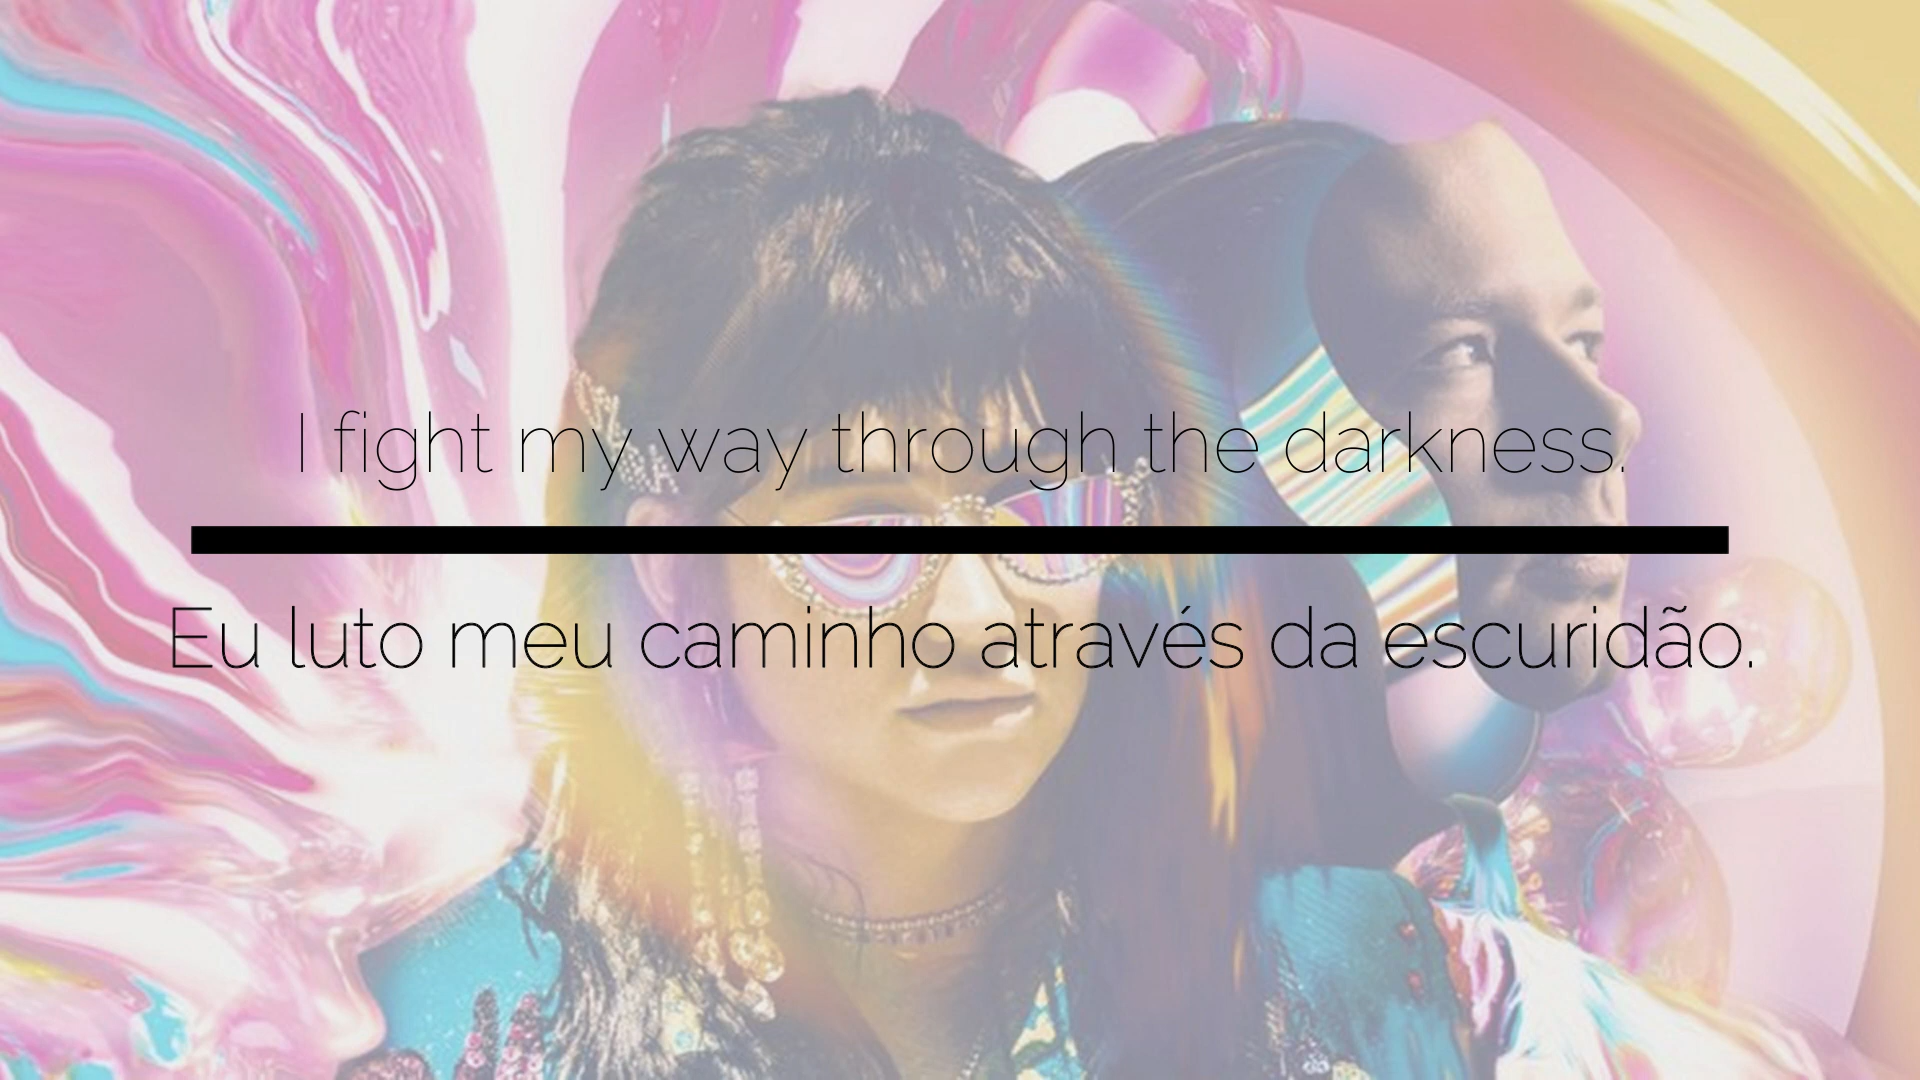 I fight my way through the darkness.
Eu luto meu caminho através da escuridão.